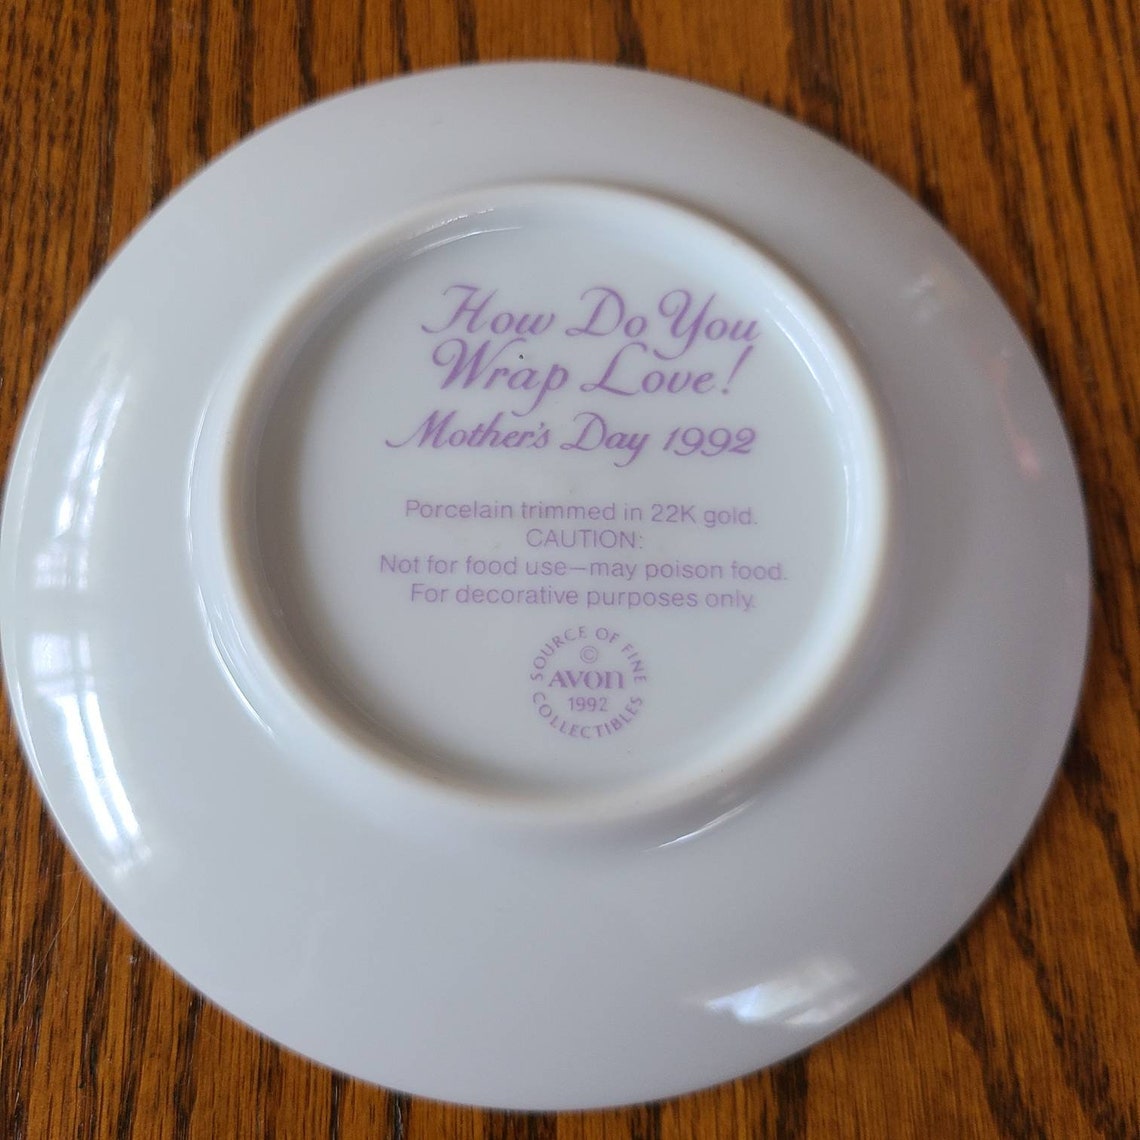 How Do You
Wrap Love!
Mother's Day 1992
Porcelain trimmed in 22K gold.
CAUTION:
Not for food use—may poison food.
For decorative purposes only.
SOURCE OF FINE
©
AVON
1992
COLLECTIBLES